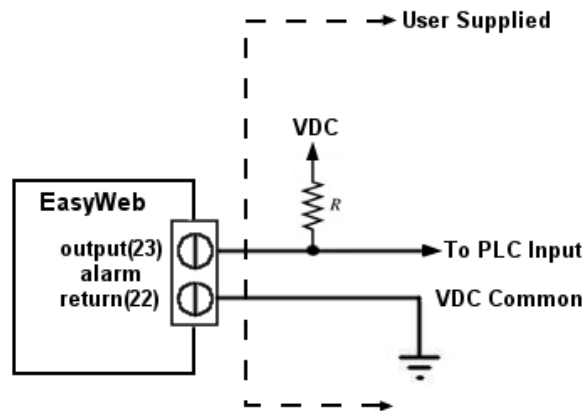 User Supplied
VDC
R
EasyWeb
output(23)
To PLC Input
alarm
return(22)
VDC Common